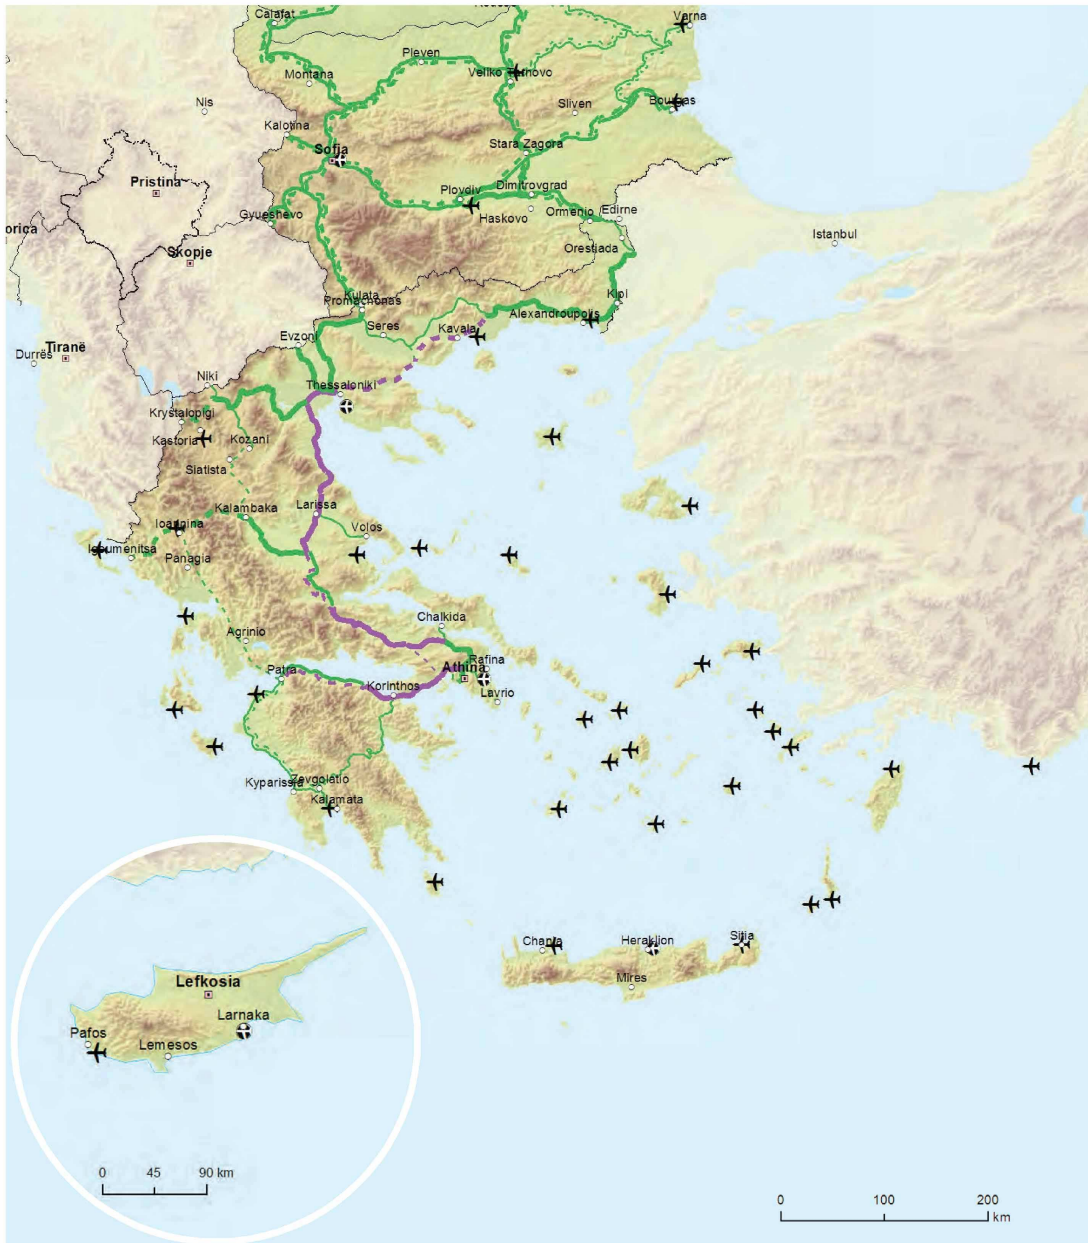 Calafat
Varna
Pleven
Veliko Tarnovo
Montana
Nis
Sliven
Bourgas
Kalotina
Sofia
Stara Zagora
Pristina
Plovdiv
Dimitrovgrad
Gyueshevo
Haskovo
Ormenio
Edirne
orica
Istanbul
Skopje
Orestiada
Kulata
Promachonas
Kipi
Alexandroupolis
Seres
Kavala
Evzoni
Tiranë
Durrës
Niki
Thessaloniki
Krystalopigi
Kastoria
Kozani
Siatista
Kalambaka
Larissa
Ioannina
Volos
Igoumenitsa
Panagia
Chalkida
Agrinio
Rafina
Athina
Patra
Korinthos
Lavrio
Kyparissia
Zevgolatio
Kalamata
Chania
Heraklion
Sitia
Mires
Lefkosia
Larnaka
Pafos
Lemesos
0 45 90 km
0 100 200
km